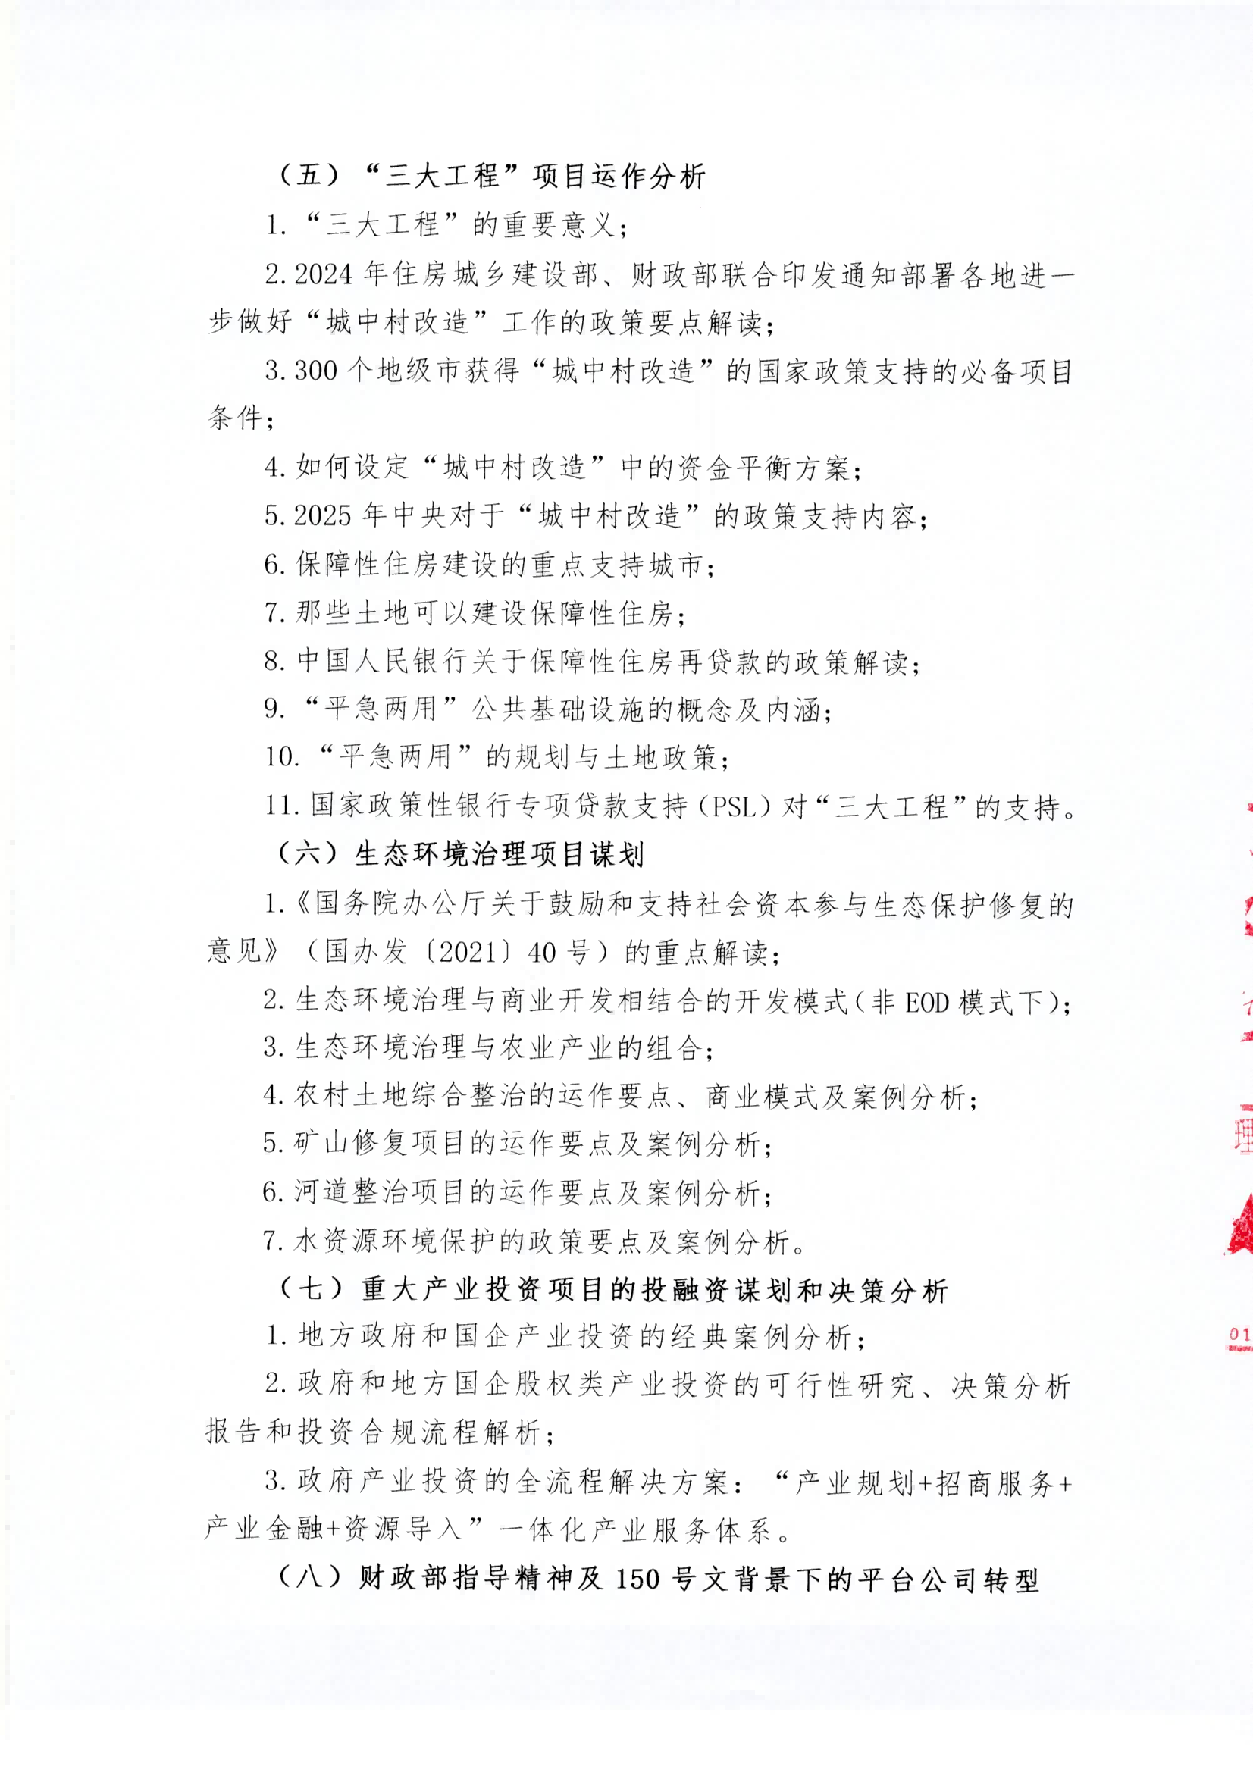 （五）“三大工程”项目运作分析
1. “三大工程”的重要意义；
2.2024 年住房城乡建设部、财政部联合印发通知部署各地进一
步做好“城中村改造”工作的政策要点解读；
3.300 个地级市获得“城中村改造”的国家政策支持的必备项目
条件；
4.如何设定“城中村改造”中的资金平衡方案；
5.2025 年中央对于“城中村改造”的政策支持内容；
6.保障性住房建设的重点支持城市；
7.那些土地可以建设保障性住房；
8.中国人民银行关于保障性住房再贷款的政策解读；
9. “平急两用”公共基础设施的概念及内涵；
10. “平急两用”的规划与土地政策；
11.国家政策性银行专项贷款支持（PSL）对“三大工程”的支持。
（六）生态环境治理项目谋划
1.《国务院办公厅关于鼓励和支持社会资本参与生态保护修复的
意见》（国办发〔2021〕40 号）的重点解读；
2.生态环境治理与商业开发相结合的开发模式（非 EOD 模式下）；
3.生态环境治理与农业产业的组合；
4.农村土地综合整治的运作要点、商业模式及案例分析；
5.矿山修复项目的运作要点及案例分析；
6.河道整治项目的运作要点及案例分析；
7.水资源环境保护的政策要点及案例分析。
（七）重大产业投资项目的投融资谋划和决策分析
1.地方政府和国企产业投资的经典案例分析；
2.政府和地方国企股权类产业投资的可行性研究、决策分析
报告和投资合规流程解析；
3.政府产业投资的全流程解决方案：“产业规划+招商服务+
产业金融+资源导入”一体化产业服务体系。
（八）财政部指导精神及 150 号文背景下的平台公司转型
理
01